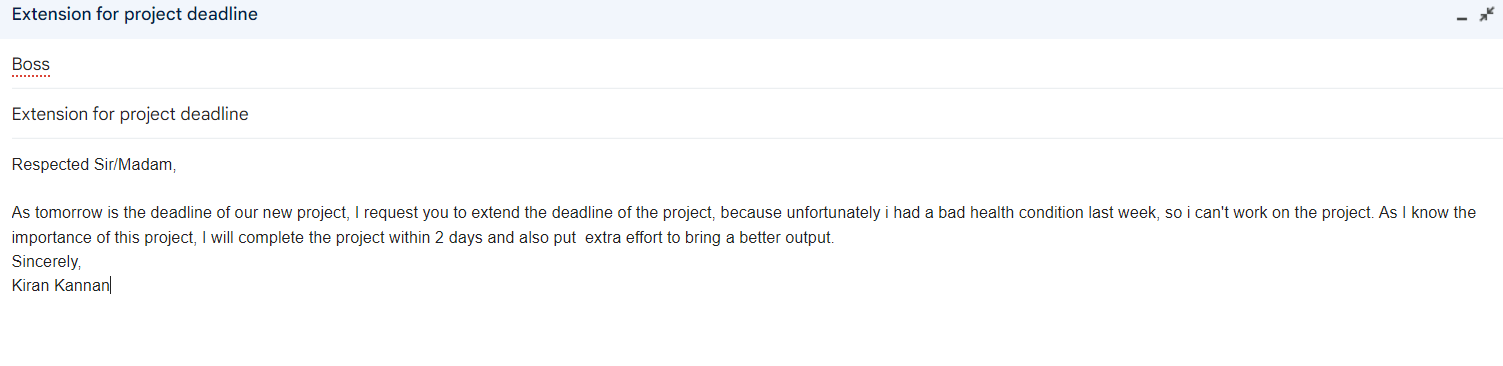 Extension for project deadline
Boss
Extension for project deadline
Respected Sir/Madam,
As tomorrow is the deadline of our new project, I request you to extend the deadline of the project, because unfortunately i had a bad health condition last week, so i can't work on the project. As I know the
importance of this project, I will complete the project within 2 days and also put  extra effort to bring a better output.
Sincerely,
Kiran Kannan